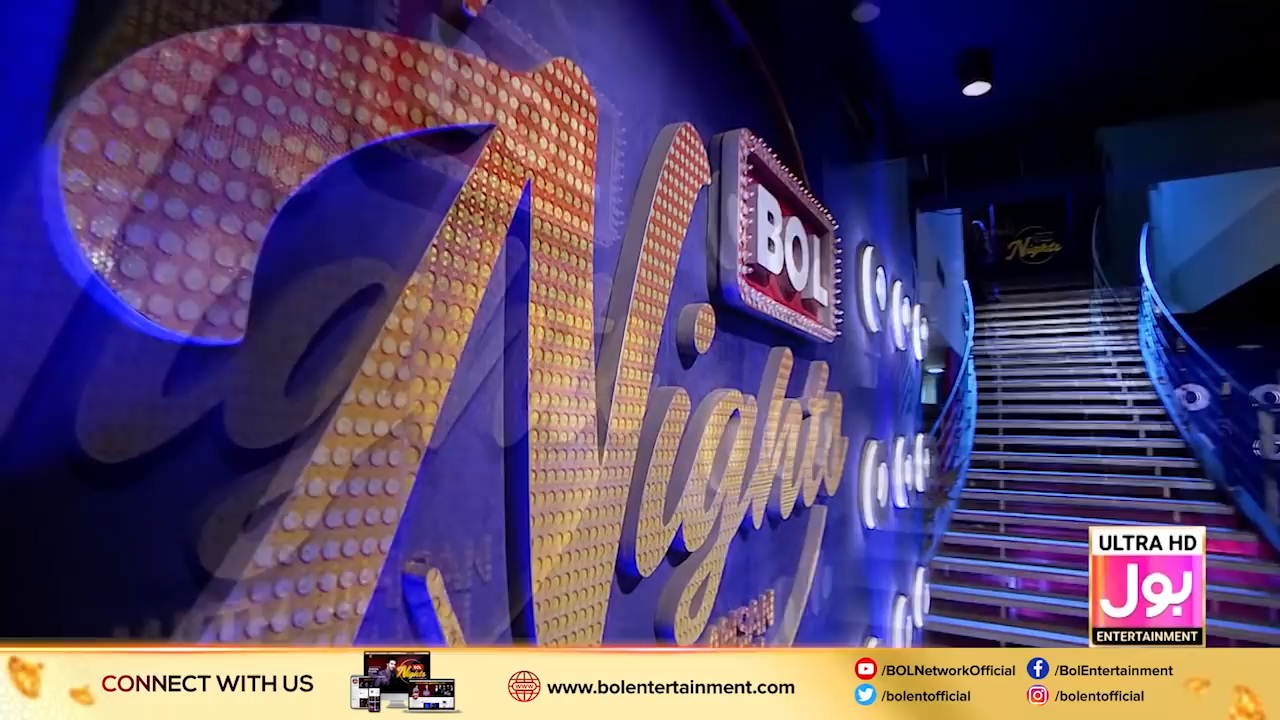 BOL
Nights
Nights
ULTRA HD
بول
ENTERTAINMENT
CONNECT WITH US
www.bolentertainment.com
/BOLNetworkOfficial
/BolEntertainment
/bolentofficial
/bolentofficial